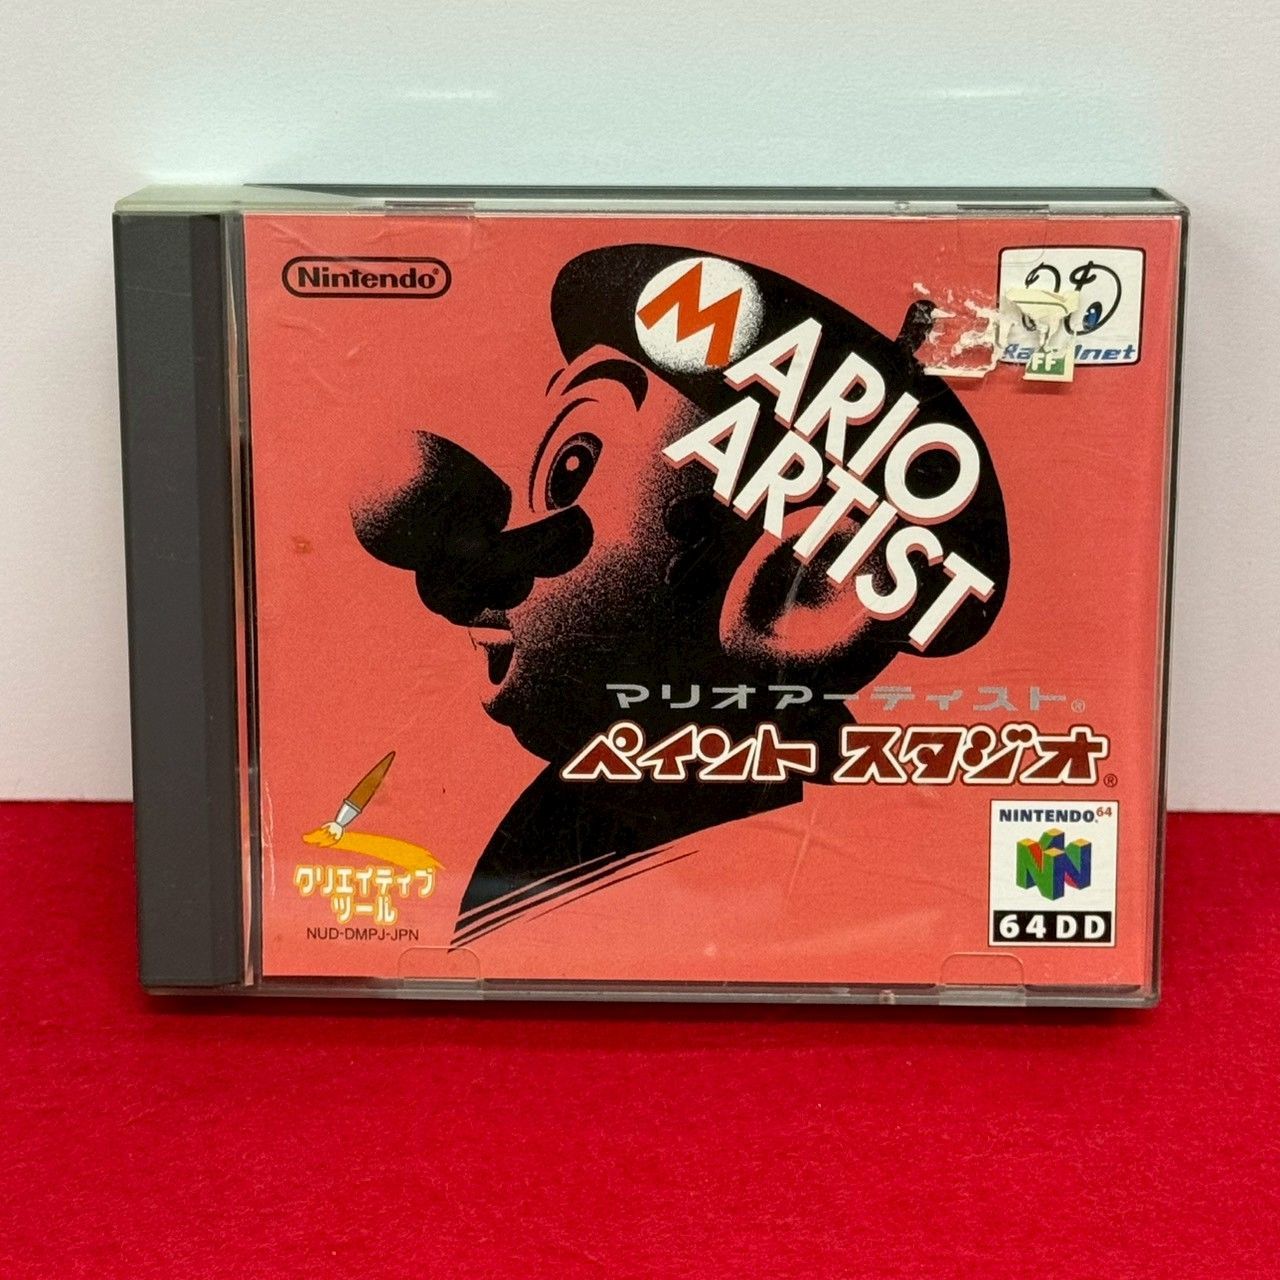 Nintendo®
MARIO
ARTIST
FF
マリオアーティスト®
ペイント スタジオ®
クリエイティブ
ツール
NUD-DMPJ-JPN
NINTENDO64
64DD